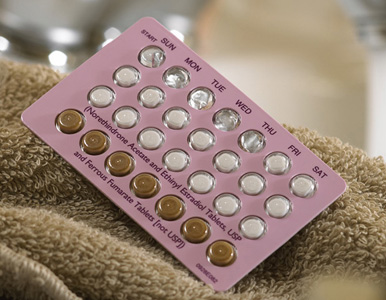 START SUN MON TUE WED THU FRI SAT
(Norethindrone Acetate and Ethinyl Estradiol Tablets, USP
and Ferrous Fumarate Tablets [not USP])